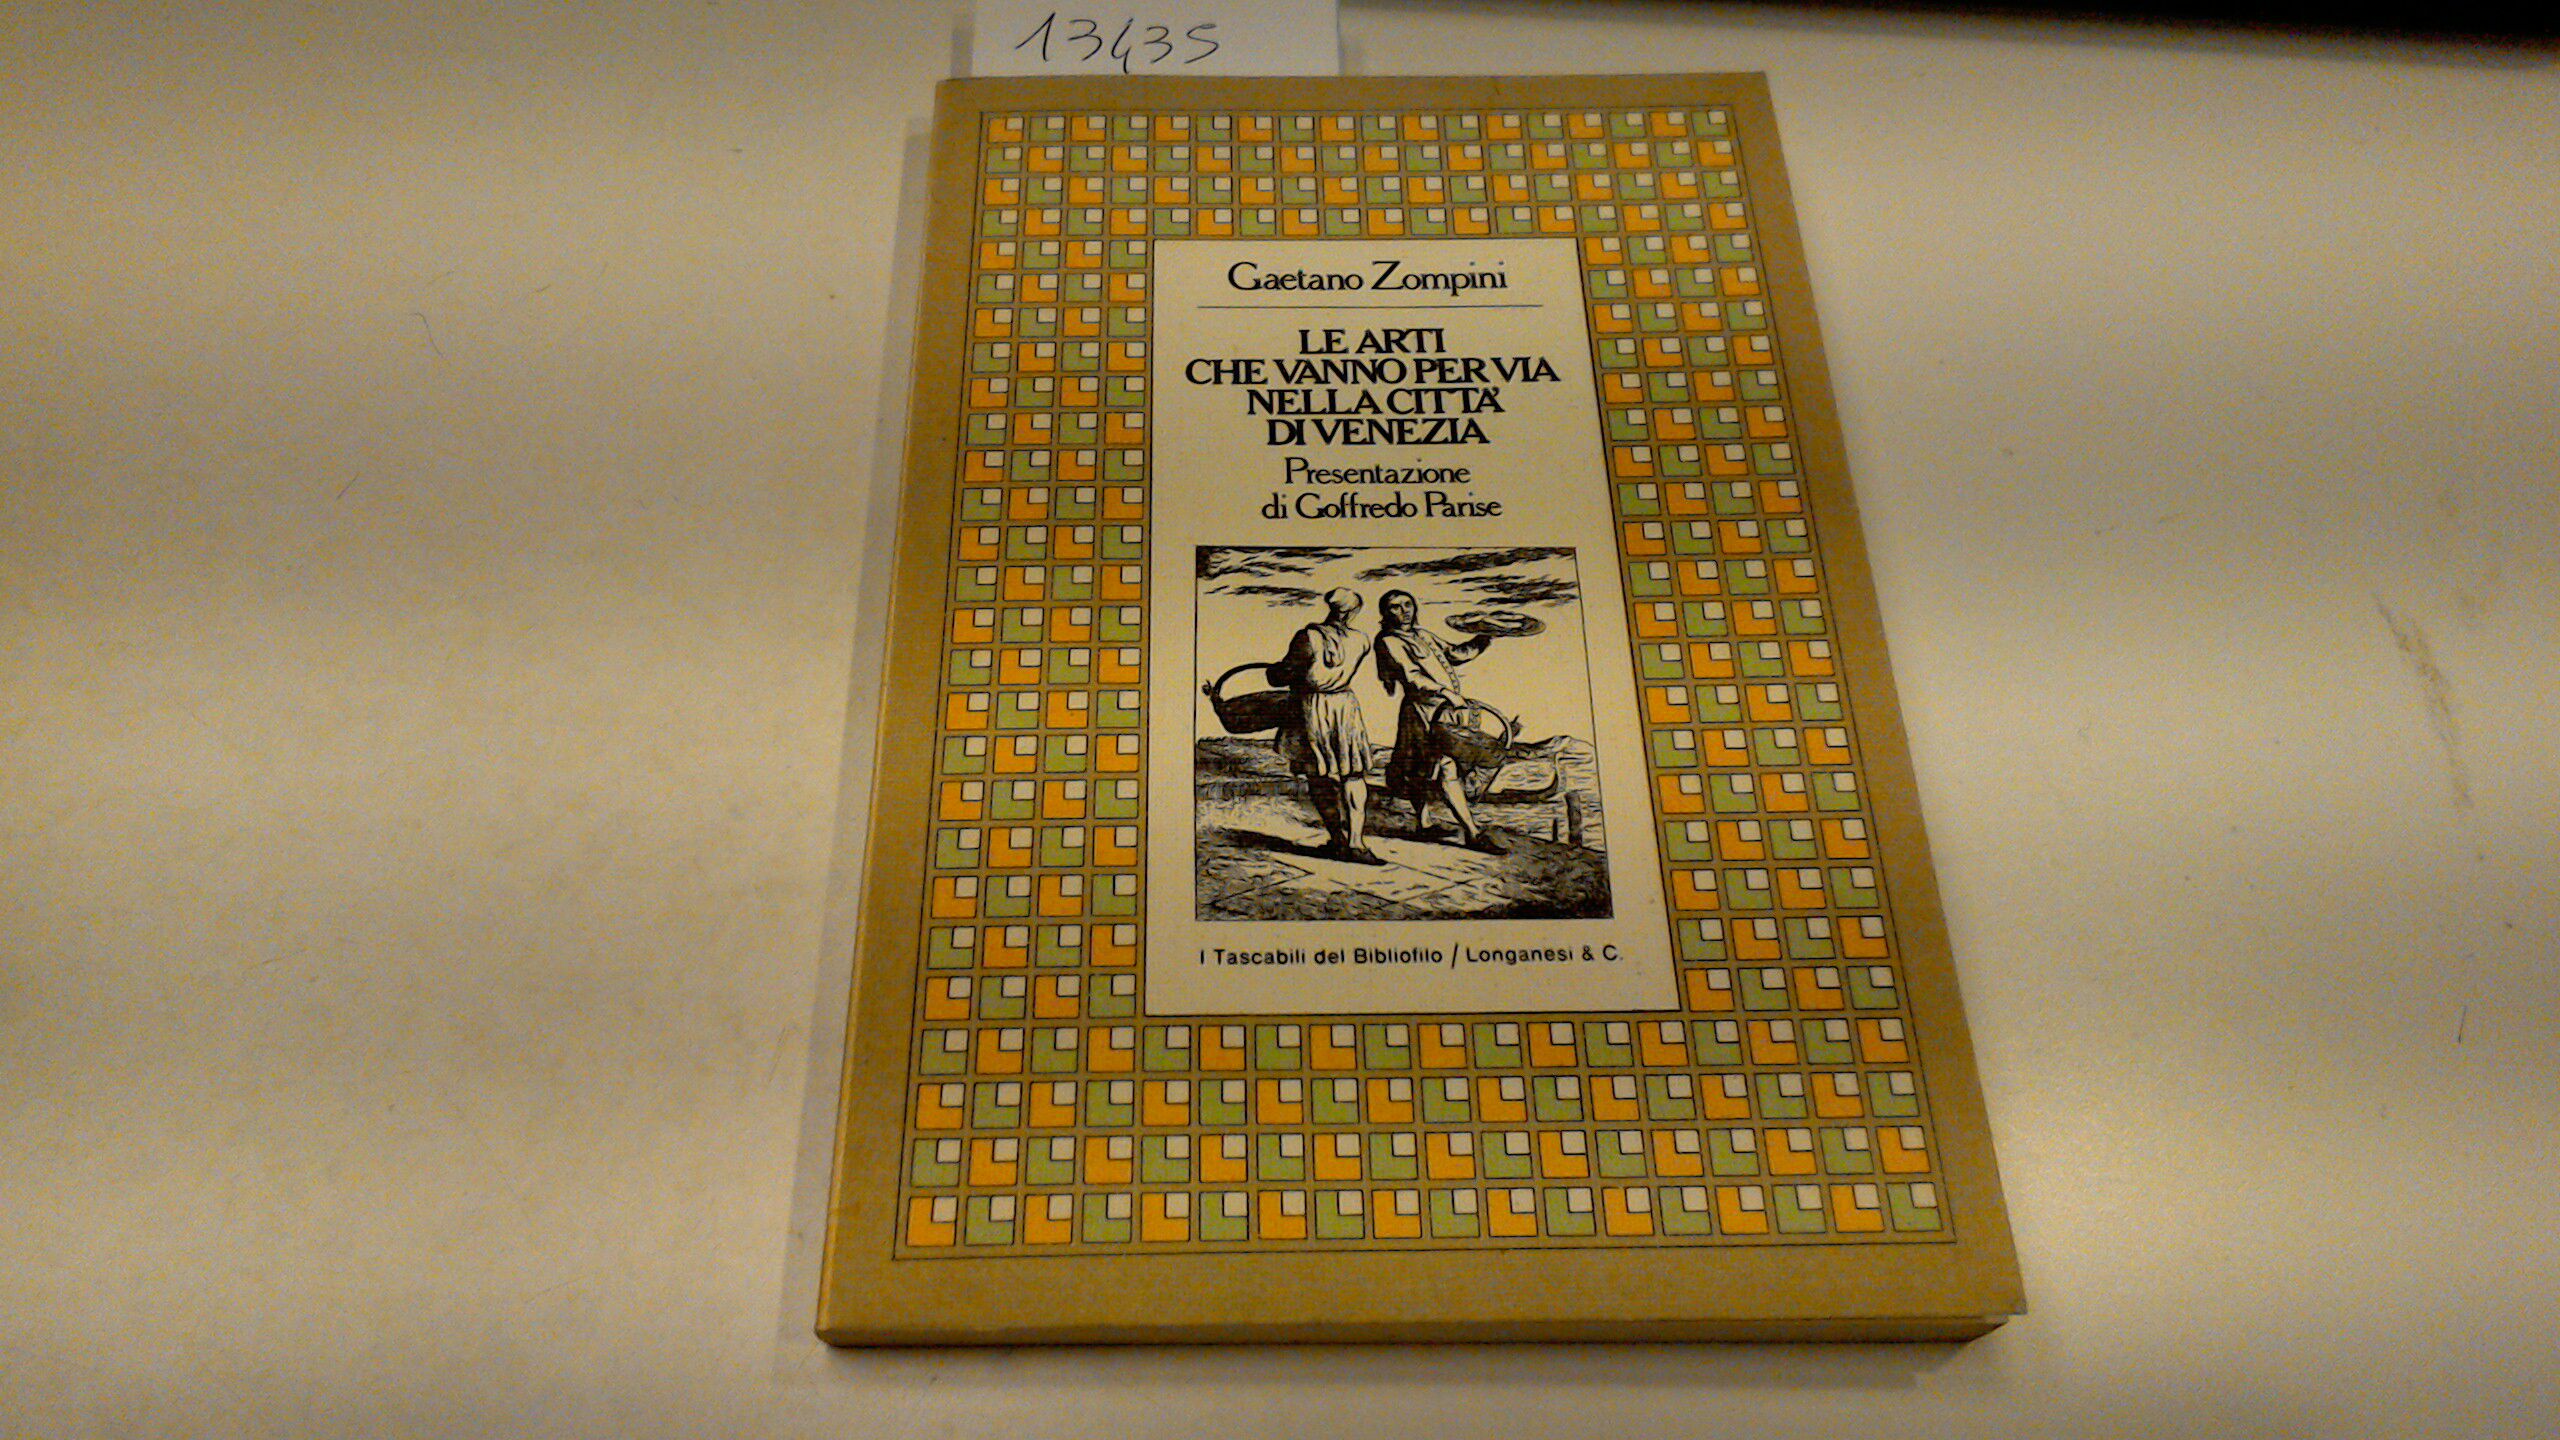 13435
Gaetano Zompini
LE ARTI
CHE VANNO PER VIA
NELLA CITTA'
DI VENEZIA
Presentazione
di Goffredo Parise
I Tascabili del Bibliofilo / Longanesi & C.